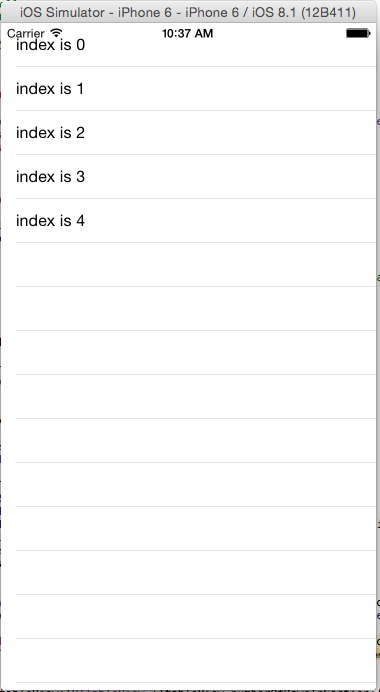 iOS Simulator - iPhone 6 - iPhone 6 / iOS 8.1 (12B411)
Carrier 10:37 AM
index is 0
index is 1
index is 2
index is 3
index is 4